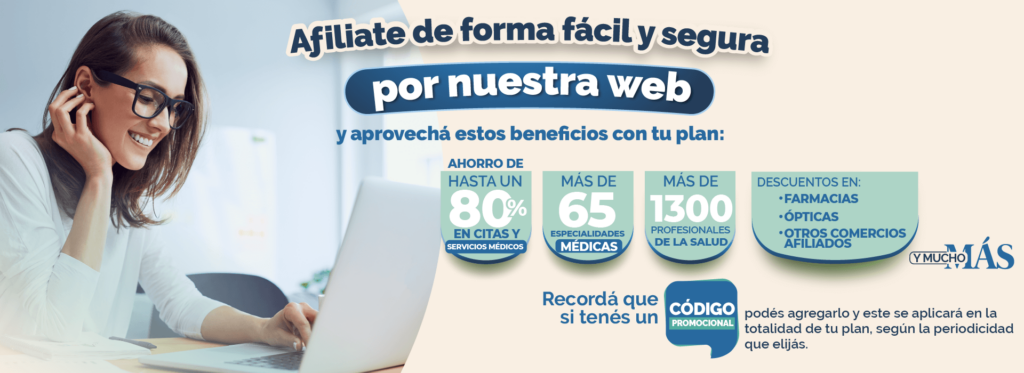 Afiliate de forma fácil y segura
por nuestra web
y aprovechá estos beneficios con tu plan:
AHORRO DE
HASTA UN
80%
EN CITAS Y
SERVICIOS MÉDICOS
MÁS DE
65
ESPECIALIDADES
MÉDICAS
MÁS DE
1300
PROFESIONALES
DE LA SALUD
DESCUENTOS EN:
•FARMACIAS
•ÓPTICAS
•OTROS COMERCIOS
AFILIADOS
Y MUCHO MÁS
Recordá que
si tenés un
CÓDIGO
PROMOCIONAL
podés agregarlo y este se aplicará en la
totalidad de tu plan, según la periodicidad
que elijás.